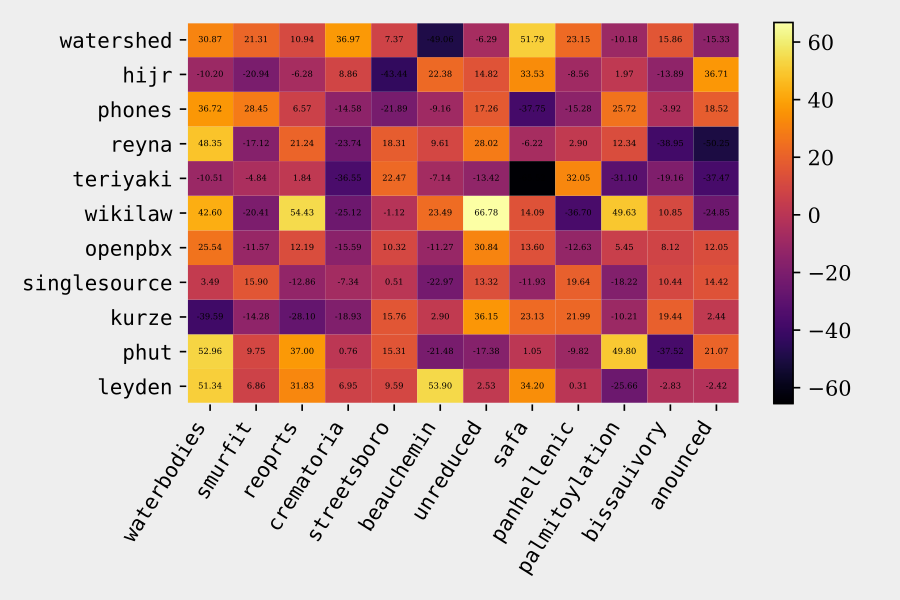 watershed 30.87 21.31 10.94 36.97 7.37 -49.08 -6.29 51.79 23.15 -10.18 15.86 -15.33
hijr -10.20 -20.94 -6.28 8.86 -43.44 22.38 14.82 33.53 -8.56 1.97 -13.89 36.71
phones 36.72 28.45 6.57 -14.58 -21.89 -9.16 17.26 -37.75 -15.28 25.72 -3.92 18.52
reyna 48.35 -17.12 21.24 -23.74 18.31 9.61 28.02 -6.22 2.90 12.34 -38.95
teriyaki -10.51 -4.84 1.84 -36.55 22.47 -7.14 -13.42 32.05 -31.10 -19.16 -37.47
wikilaw 42.60 -20.41 54.43 -25.12 -1.12 23.49 66.78 14.09 -36.70 49.63 10.85 -24.85
openpbx 25.54 -11.57 12.19 -15.59 10.32 -11.27 30.84 13.60 -12.63 5.45 8.12 12.05
singlesource 3.49 15.90 -12.86 -7.34 0.51 -22.97 13.32 -11.93 19.64 -18.22 10.44 14.42
kurze -39.59 -14.28 -28.10 -18.93 15.76 2.90 36.15 23.13 21.99 -10.21 19.44 2.44
phut 52.96 9.75 37.00 0.76 15.31 -21.48 -17.38 1.05 -9.82 49.80 -37.52 21.07
leyden 51.34 6.86 31.83 6.95 9.59 53.90 2.53 34.20 0.31 -25.66 -2.83 -2.42
waterbodies smurfit reoprts crematoria streetsboro beauchemin unreduced safa panhellenic palmitoylation bissauivory anounced
60
40
20
0
−20
−40
−60